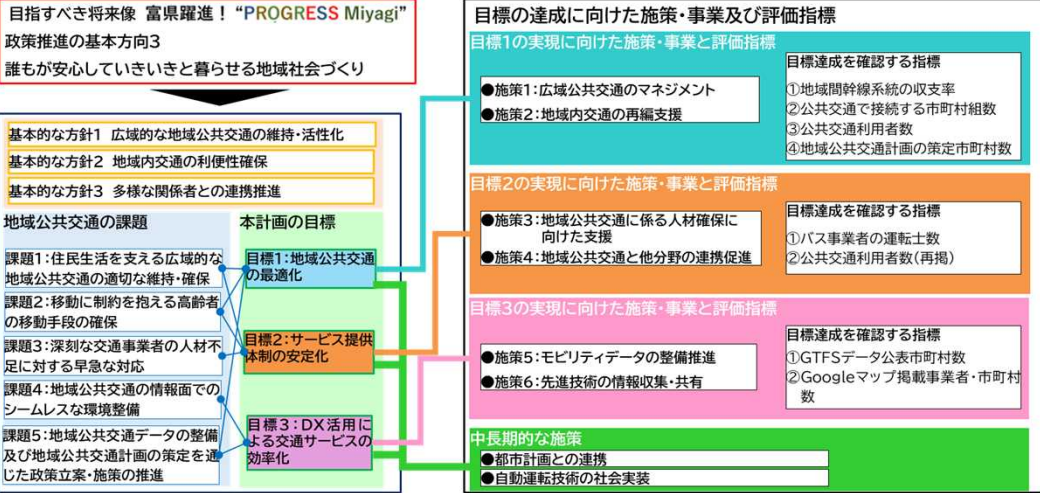 目指すべき将来像 富県躍進！“PROGRESS Miyagi”
政策推進の基本方向3
誰もが安心していきいきと暮らせる地域社会づくり
基本的な方針1 広域的な地域公共交通の維持・活性化
基本的な方針2 地域内交通の利便性確保
基本的な方針3 多様な関係者との連携推進
地域公共交通の課題
課題1：住民生活を支える広域的な
地域公共交通の適切な維持・確保
課題2：移動に制約を抱える高齢者
の移動手段の確保
課題3：深刻な交通事業者の人材不
足に対する早急な対応
課題4：地域公共交通の情報面での
シームレスな環境整備
課題5：地域公共交通データの整備
及び地域公共交通計画の策定を通
じた政策立案・施策の推進
本計画の目標
目標1：地域公共交通
の最適化
目標2：サービス提供
体制の安定化
目標3：DX活用に
よる交通サービスの
効率化
目標の達成に向けた施策・事業及び評価指標
目標1の実現に向けた施策・事業と評価指標
●施策1：広域公共交通のマネジメント
●施策2：地域内交通の再編支援
目標達成を確認する指標
①地域間幹線系統の収支率
②公共交通で接続する市町村組数
③公共交通利用者数
④地域公共交通計画の策定市町村数
目標2の実現に向けた施策・事業と評価指標
●施策3：地域公共交通に係る人材確保に
向けた支援
●施策4：地域公共交通と他分野の連携促進
目標達成を確認する指標
①バス事業者の運転士数
②公共交通利用者数（再掲）
目標3の実現に向けた施策・事業と評価指標
●施策5：モビリティデータの整備推進
●施策6：先進技術の情報収集・共有
目標達成を確認する指標
①GTFSデータ公表市町村数
②Googleマップ掲載事業者・市町村
数
中長期的な施策
●都市計画との連携
●自動運転技術の社会実装